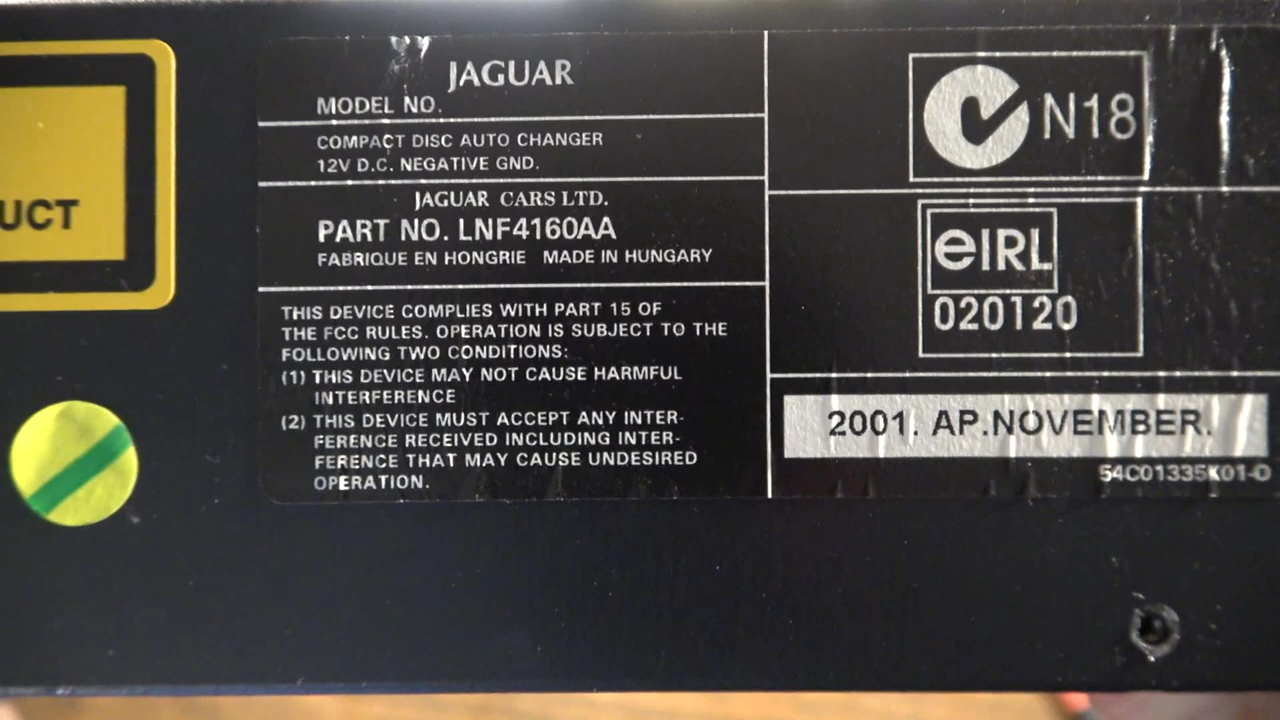 UCT
JAGUAR
MODEL NO.
COMPACT DISC AUTO CHANGER
12V D.C. NEGATIVE GND.
JAGUAR CARS LTD.
PART NO. LNF4160AA
FABRIQUE EN HONGRIE MADE IN HUNGARY
THIS DEVICE COMPLIES WITH PART 15 OF
THE FCC RULES. OPERATION IS SUBJECT TO THE
FOLLOWING TWO CONDITIONS:
(1) THIS DEVICE MAY NOT CAUSE HARMFUL
INTERFERENCE
(2) THIS DEVICE MUST ACCEPT ANY INTER-
FERENCE RECEIVED INCLUDING INTER-
FERENCE THAT MAY CAUSE UNDESIRED
OPERATION.
N18
eIRL
020120
2001. AP.NOVEMBER.
54C01335K01-O